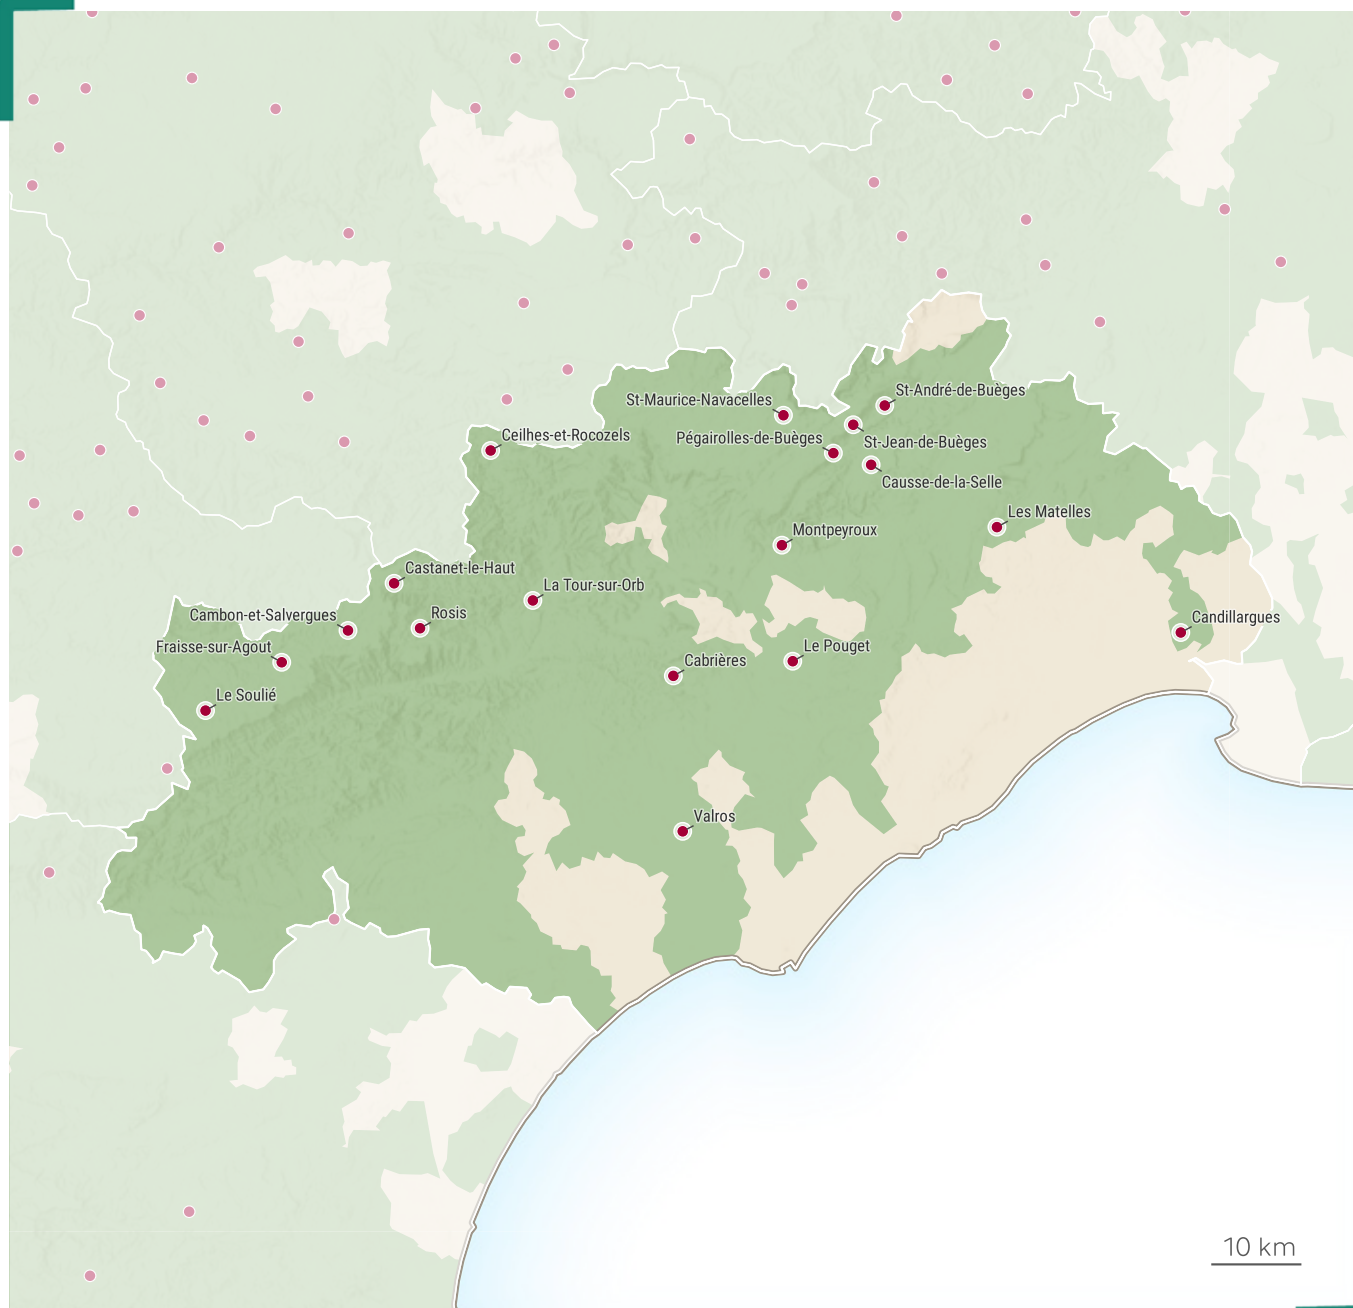 St-André-de-Buèges
St-Maurice-Navacelles
Ceilhes-et-Rocozels
Pégairolles-de-Buèges
St-Jean-de-Buèges
Causse-de-la-Selle
Les Matelles
Montpeyroux
Castanet-le-Haut
La Tour-sur-Orb
Cambon-et-Salvergues
Rosis
Candillargues
Fraisse-sur-Agout
Le Pouget
Cabrières
Le Soulié
Valros
10 km